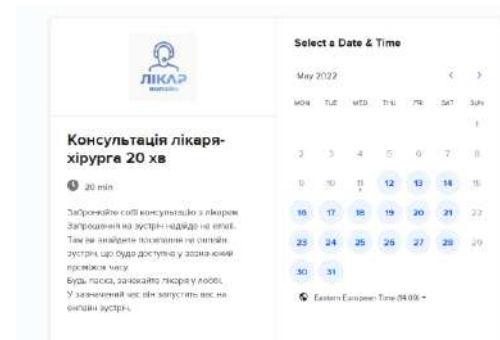 ЛІКАР
онлайн
Консультація лікаря-
хірурга 20 хв
20 min
Забронюйте собі консультацію з лікарем
Запрошення на зустріч надійде на email.
Там ви знайдете посилання на онлайн
зустріч, що буде доступна у зазначений
проміжок часу.
Будь ласка, зачекайте лікаря у лоббі.
У зазначений час він запустить вас на
онлайн зустріч.
Select a Date & Time
May 2022
MON TUE WED THU FRI SAT SUN
1
2 3 4 5 6 7 8
9 10 11 12 13 14 15
16 17 18 19 20 21 22
23 24 25 26 27 28 29
30 31
Eastern European Time